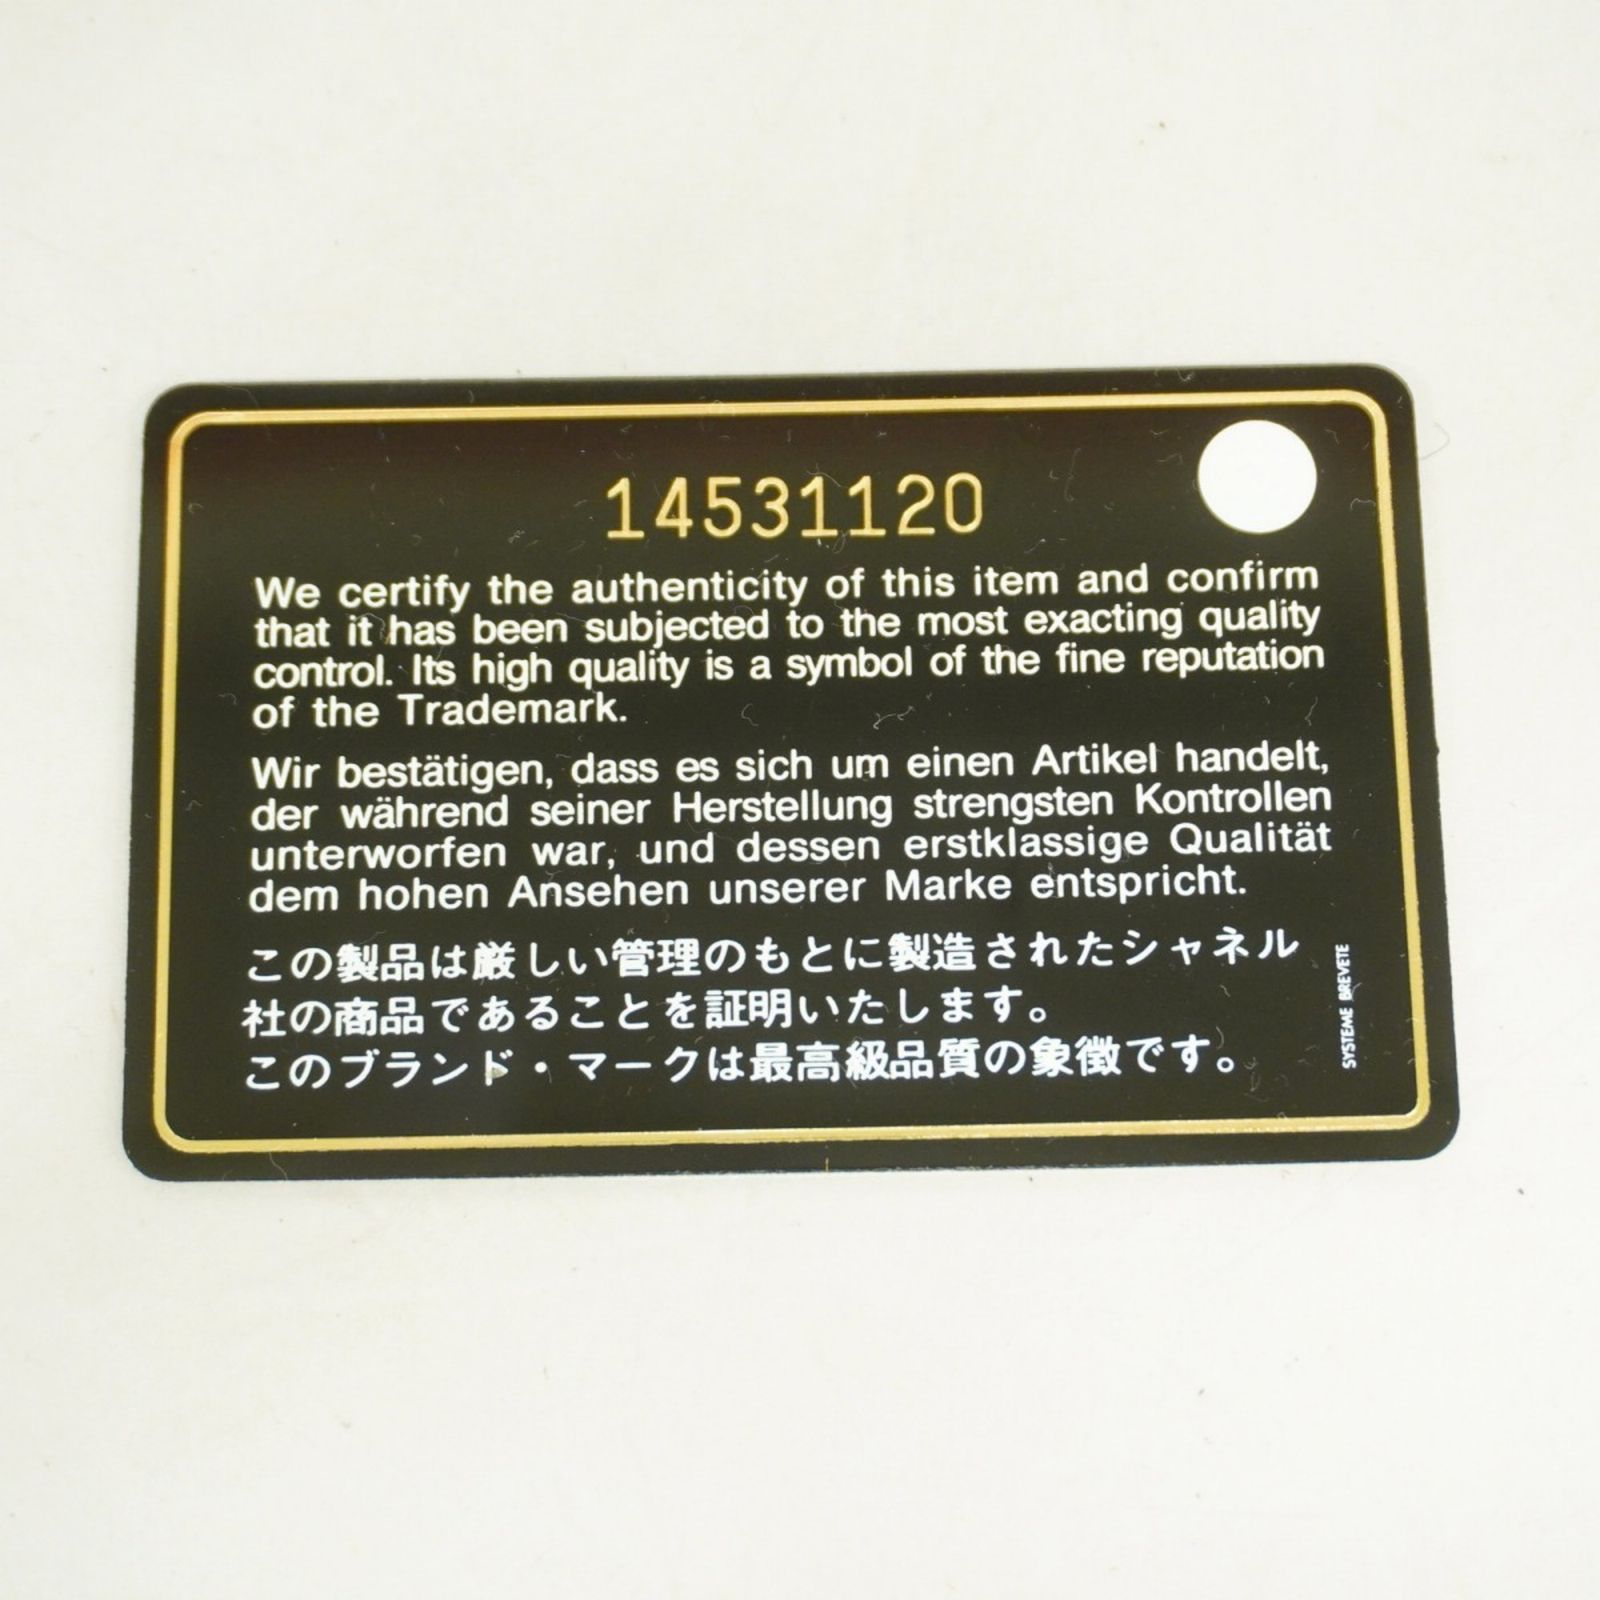 14531120
We certify the authenticity of this item and confirm
that it has been subjected to the most exacting quality
control. Its high quality is a symbol of the fine reputation
of the Trademark.
Wir bestätigen, dass es sich um einen Artikel handelt,
der während seiner Herstellung strengsten Kontrollen
unterworfen war, und dessen erstklassige Qualität
dem hohen Ansehen unserer Marke entspricht.
この製品は厳しい管理のもとに製造されたシャネル
社の商品であることを証明いたします。
このブランド・マークは最高級品質の象徴です。
SYSTEME BREVETE